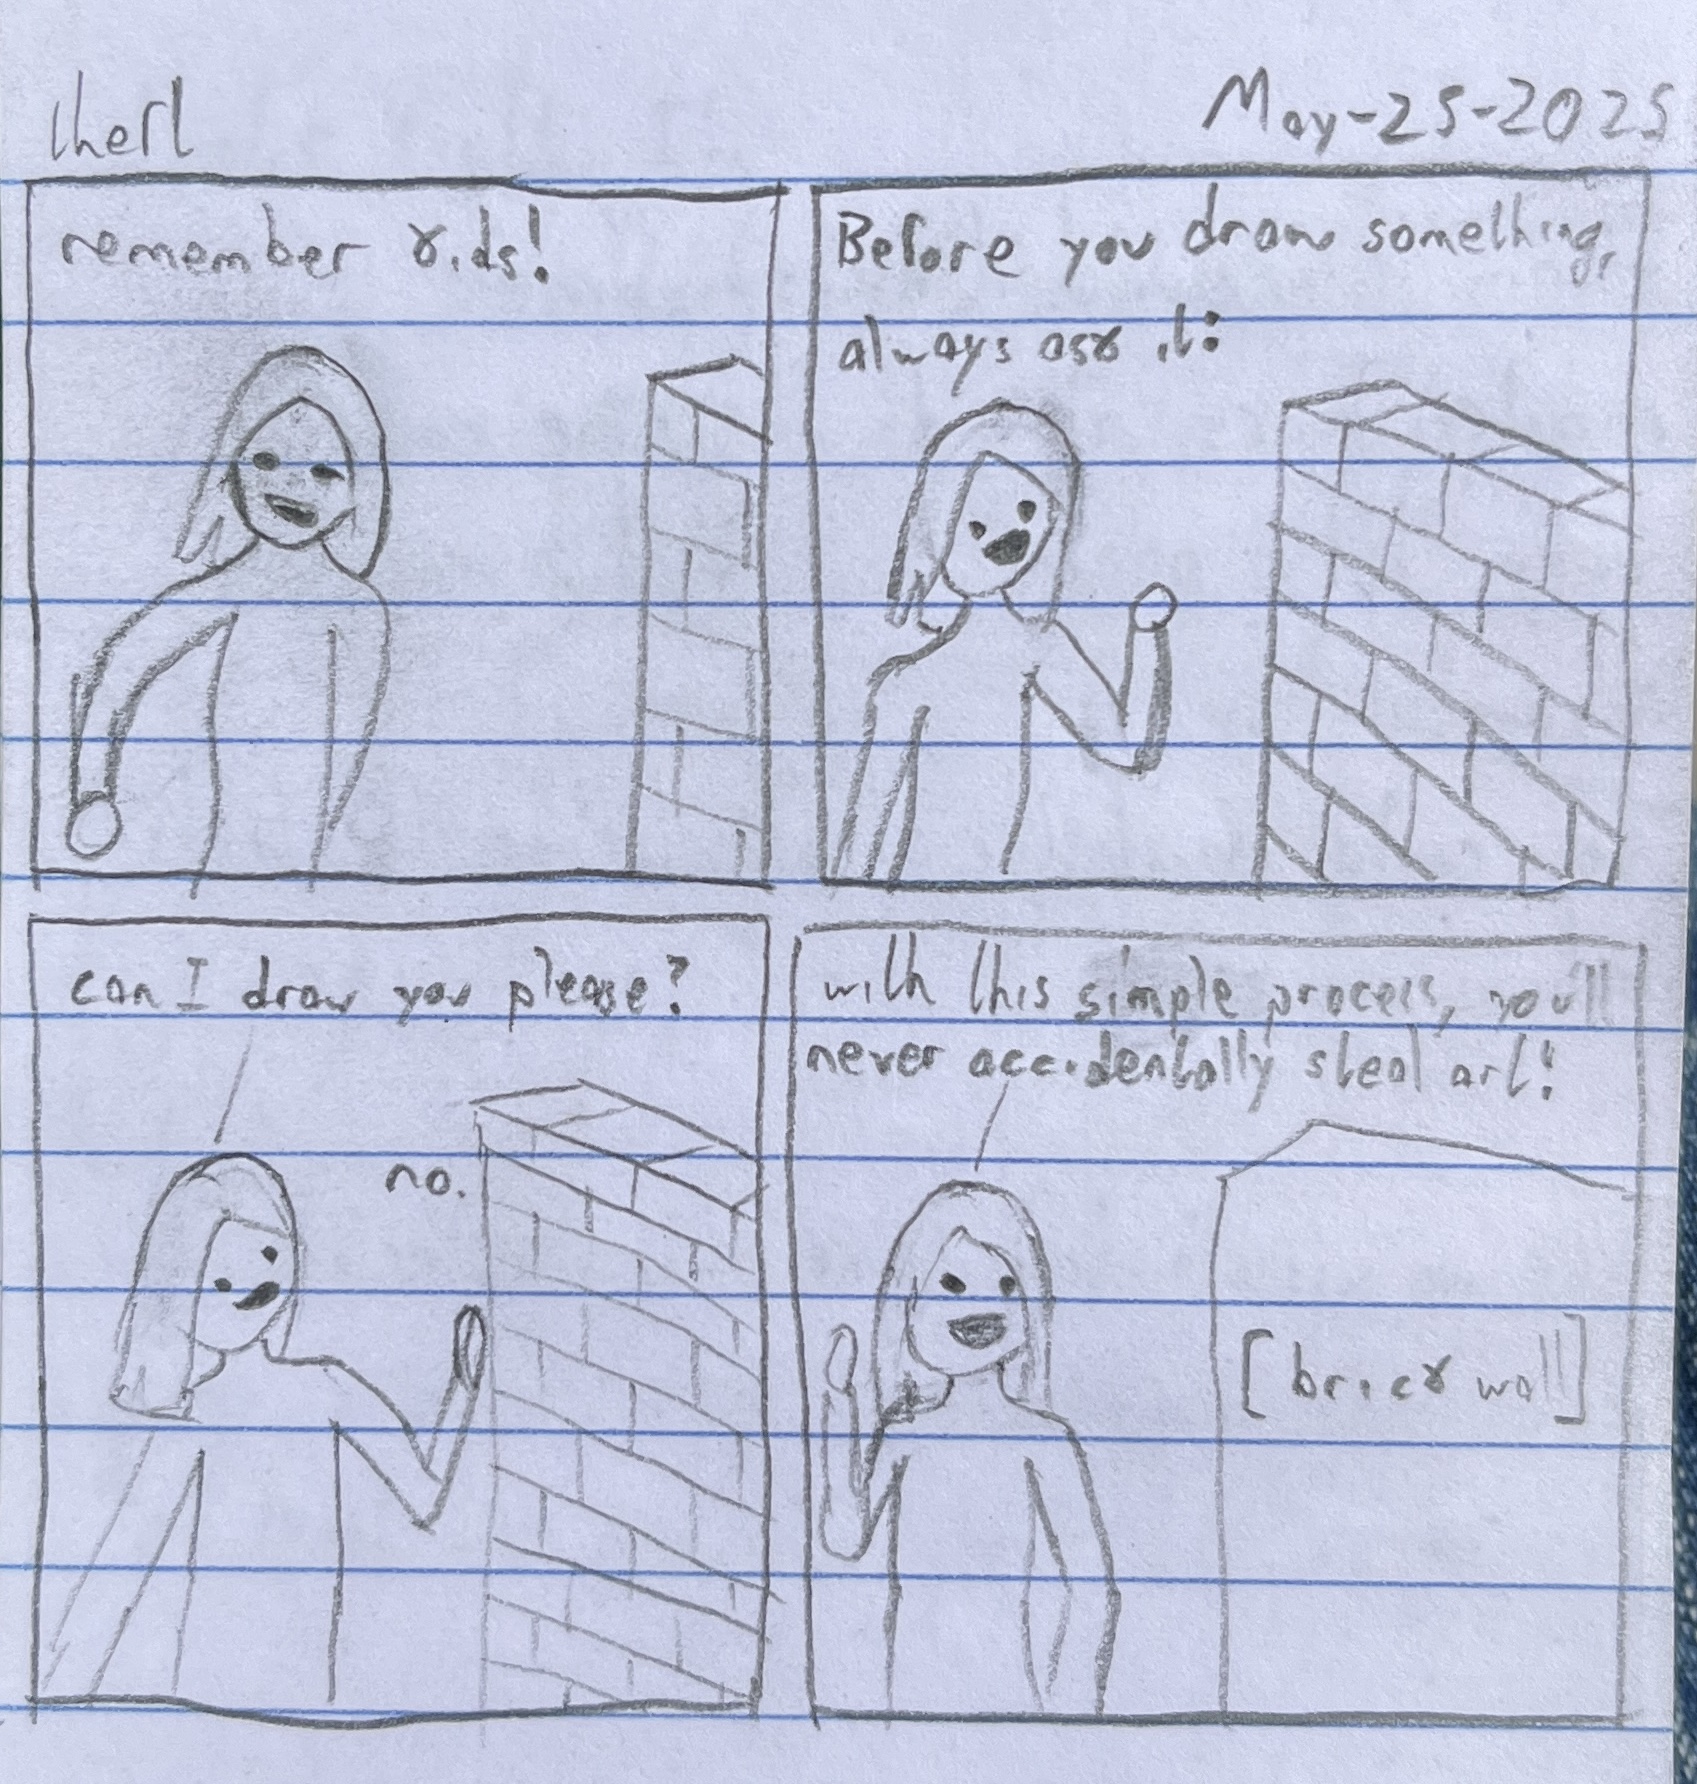 therl
May-25-2025
remember kids!
Before you draw something,
always ask it:
can I draw you please?
no.
with this simple process, you'll
never accidentally steal art!
[brick wall]